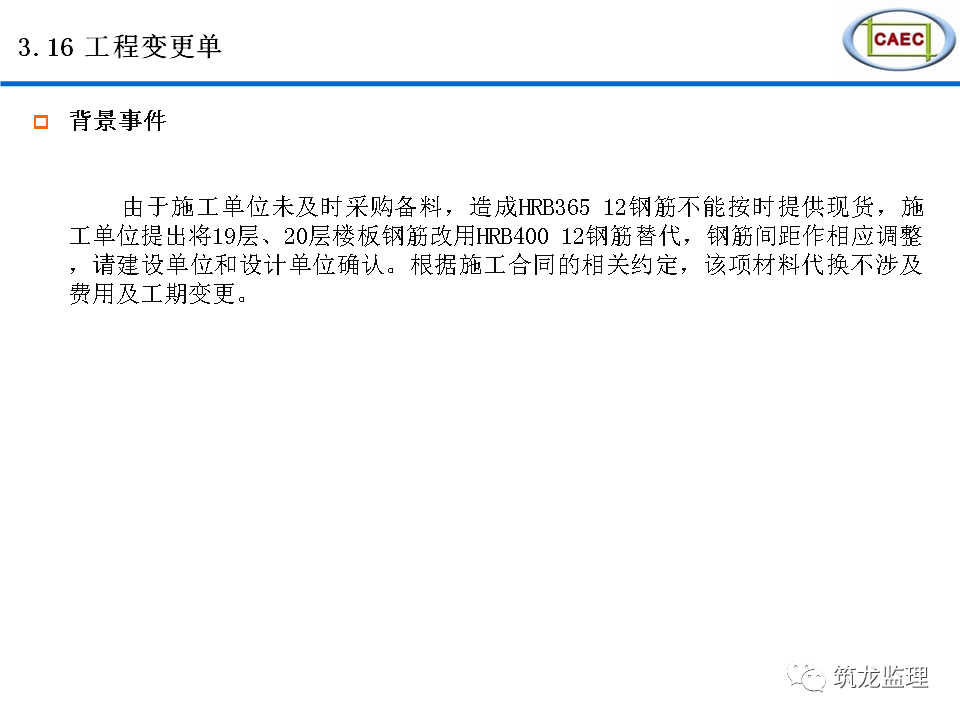 3.16 工程变更单
CAEC
背景事件
由于施工单位未及时采购备料，造成HRB365 12钢筋不能按时提供现货，施
工单位提出将19层、20层楼板钢筋改用HRB400 12钢筋替代，钢筋间距作相应调整
，请建设单位和设计单位确认。根据施工合同的相关约定，该项材料代换不涉及
费用及工期变更。
筑龙监理